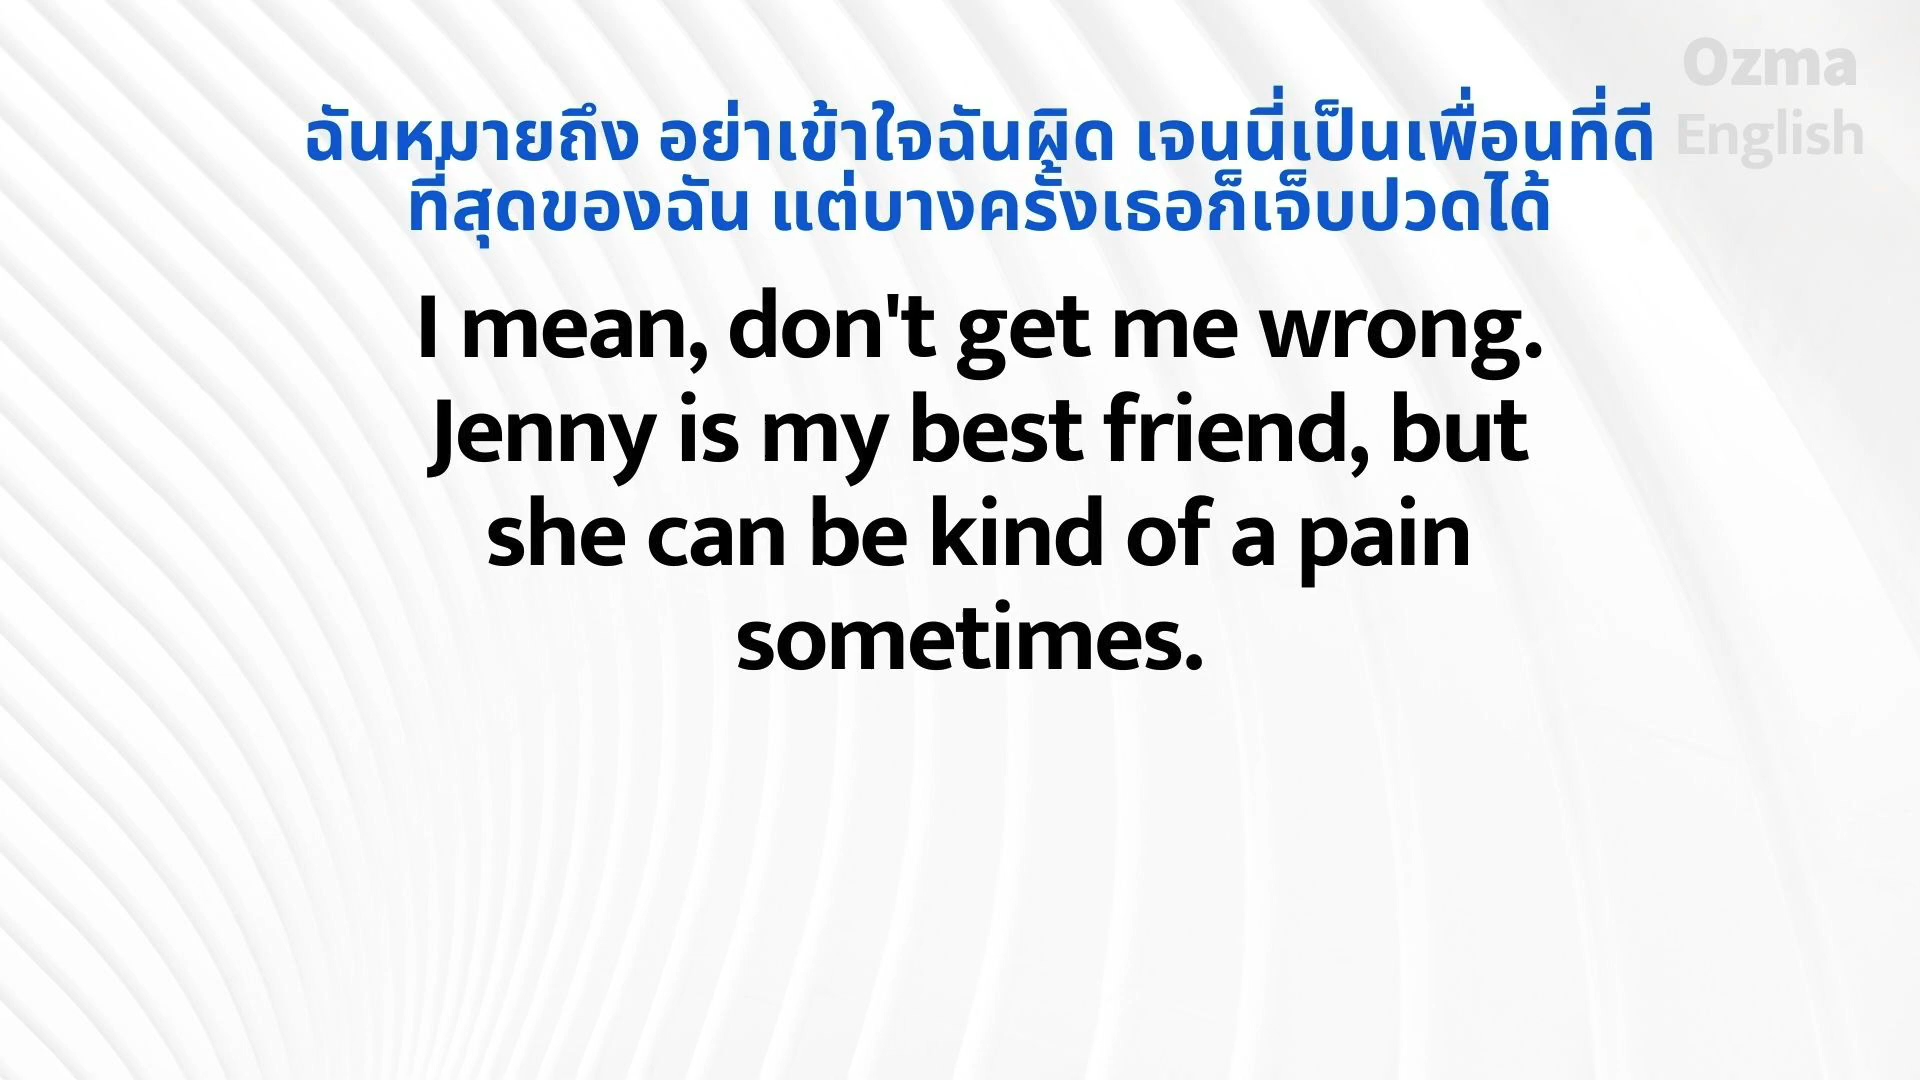 Ozma
English
ฉันหมายถึง อย่าเข้าใจฉันผิด เจนนี่เป็นเพื่อนที่ดี
ที่สุดของฉัน แต่บางครั้งเธอก็เจ็บปวดได้
I mean, don't get me wrong.
Jenny is my best friend, but
she can be kind of a pain
sometimes.